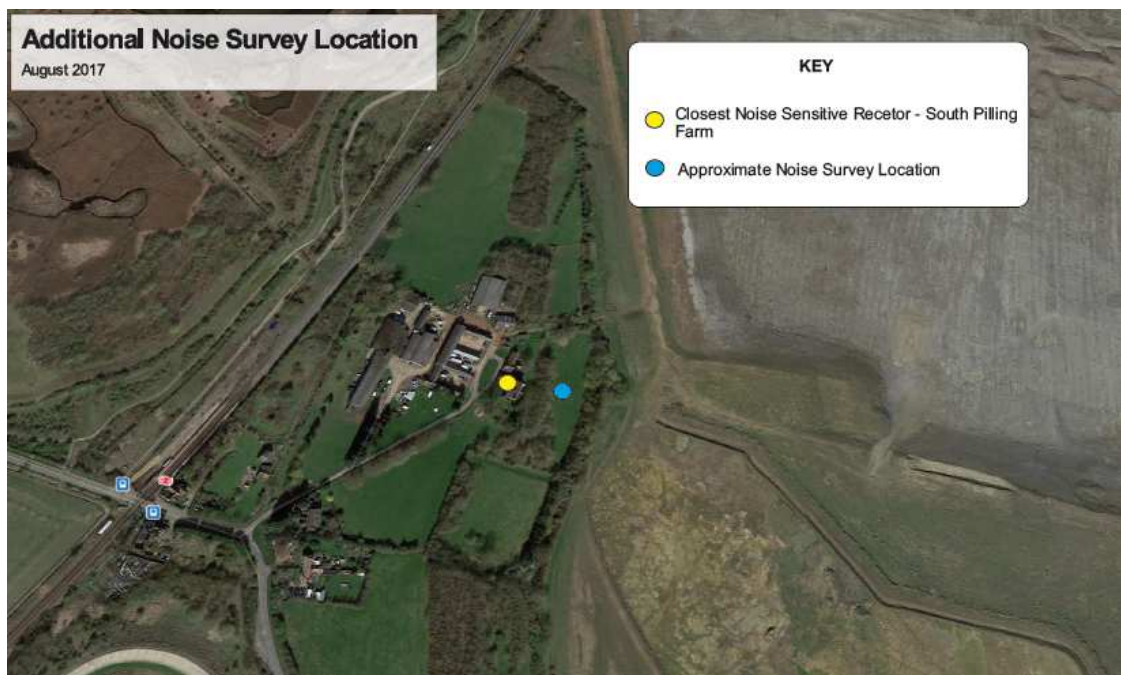 Additional Noise Survey Location
August 2017
KEY
Closest Noise Sensitive Recetor - South Pilling
Farm
Approximate Noise Survey Location